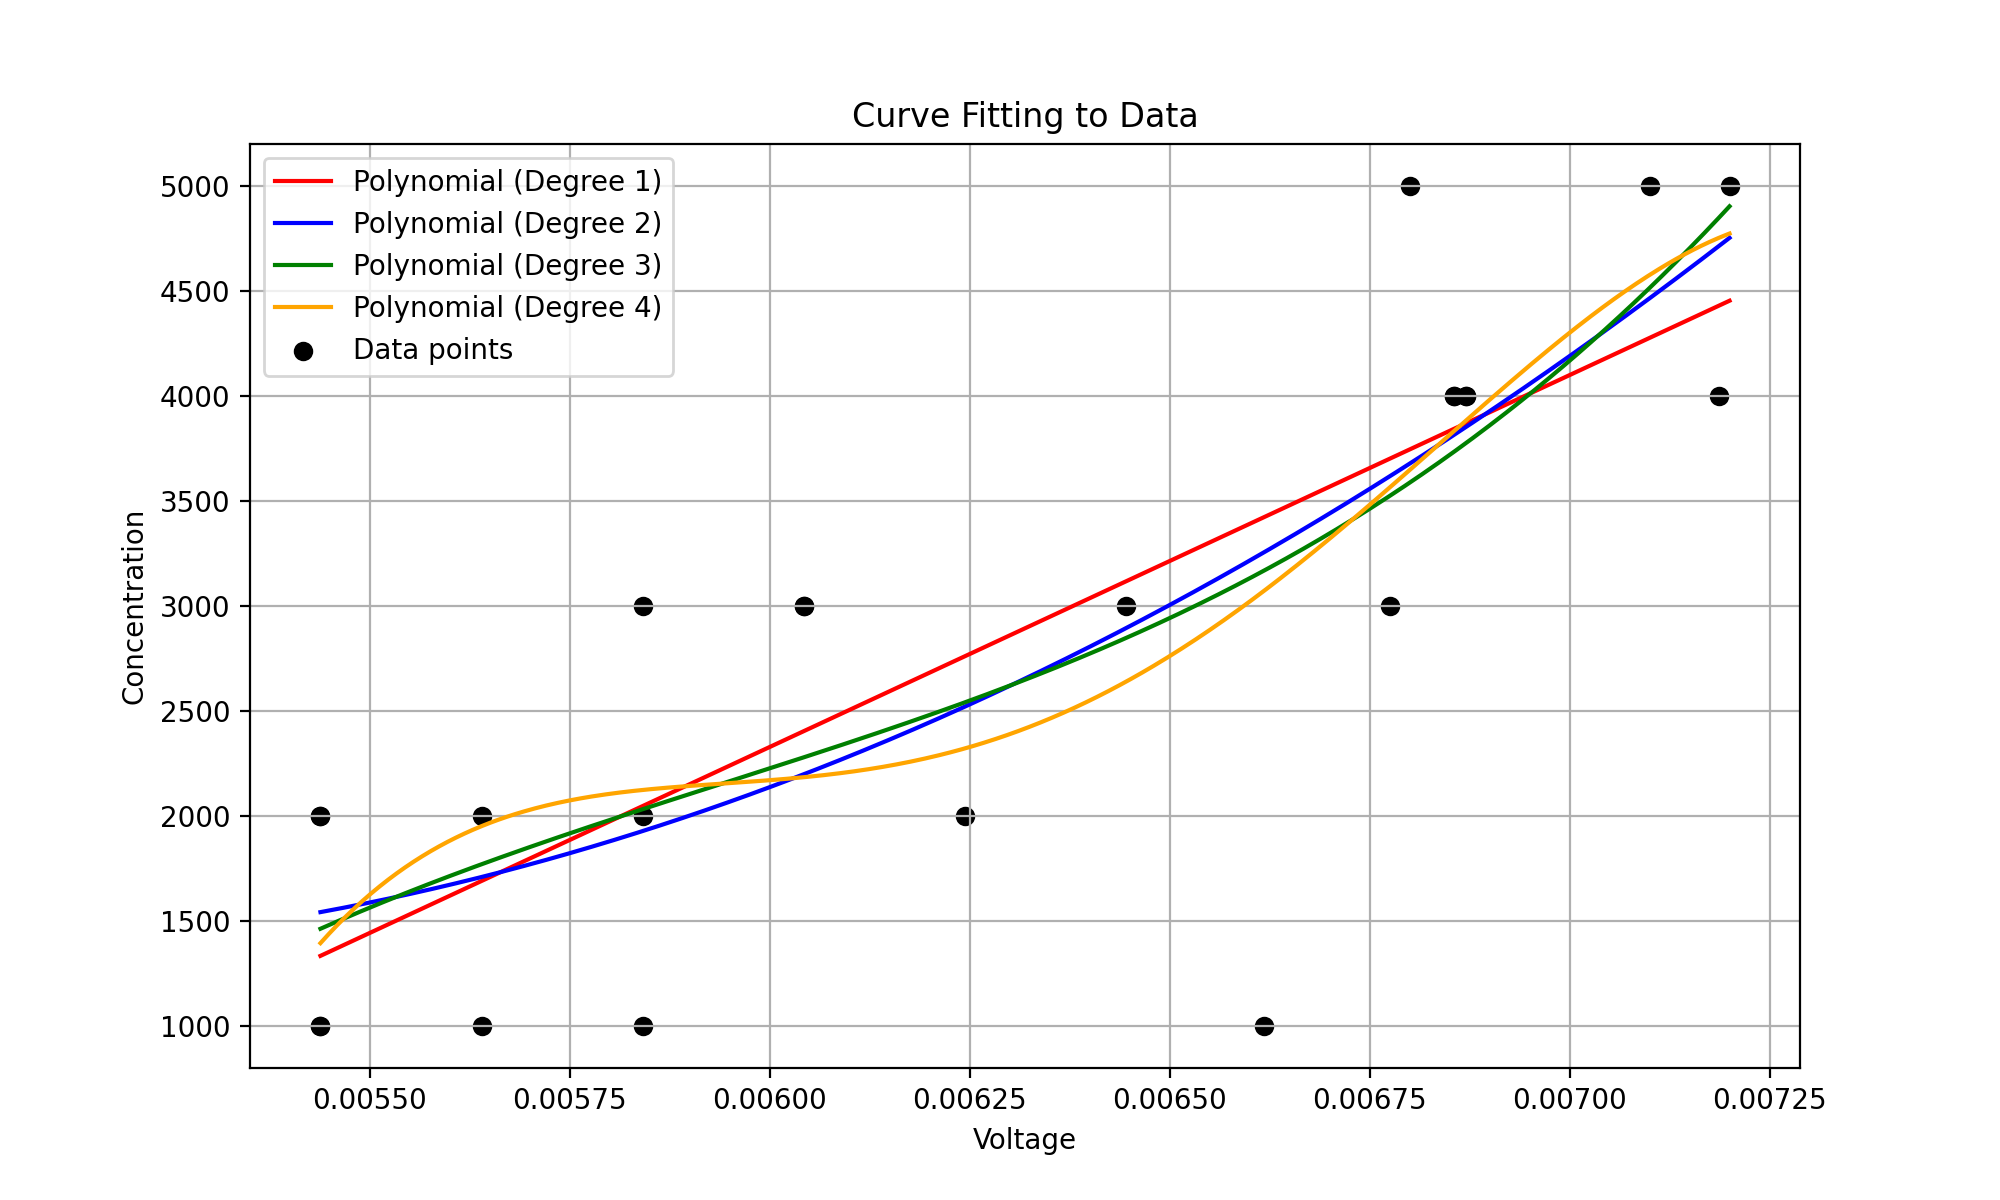 Curve Fitting to Data
Polynomial (Degree 1)
Polynomial (Degree 2)
Polynomial (Degree 3)
Polynomial (Degree 4)
Data points
Concentration
5000
4500
4000
3500
3000
2500
2000
1500
1000
0.00550 0.00575 0.00600 0.00625 0.00650 0.00675 0.00700 0.00725
Voltage